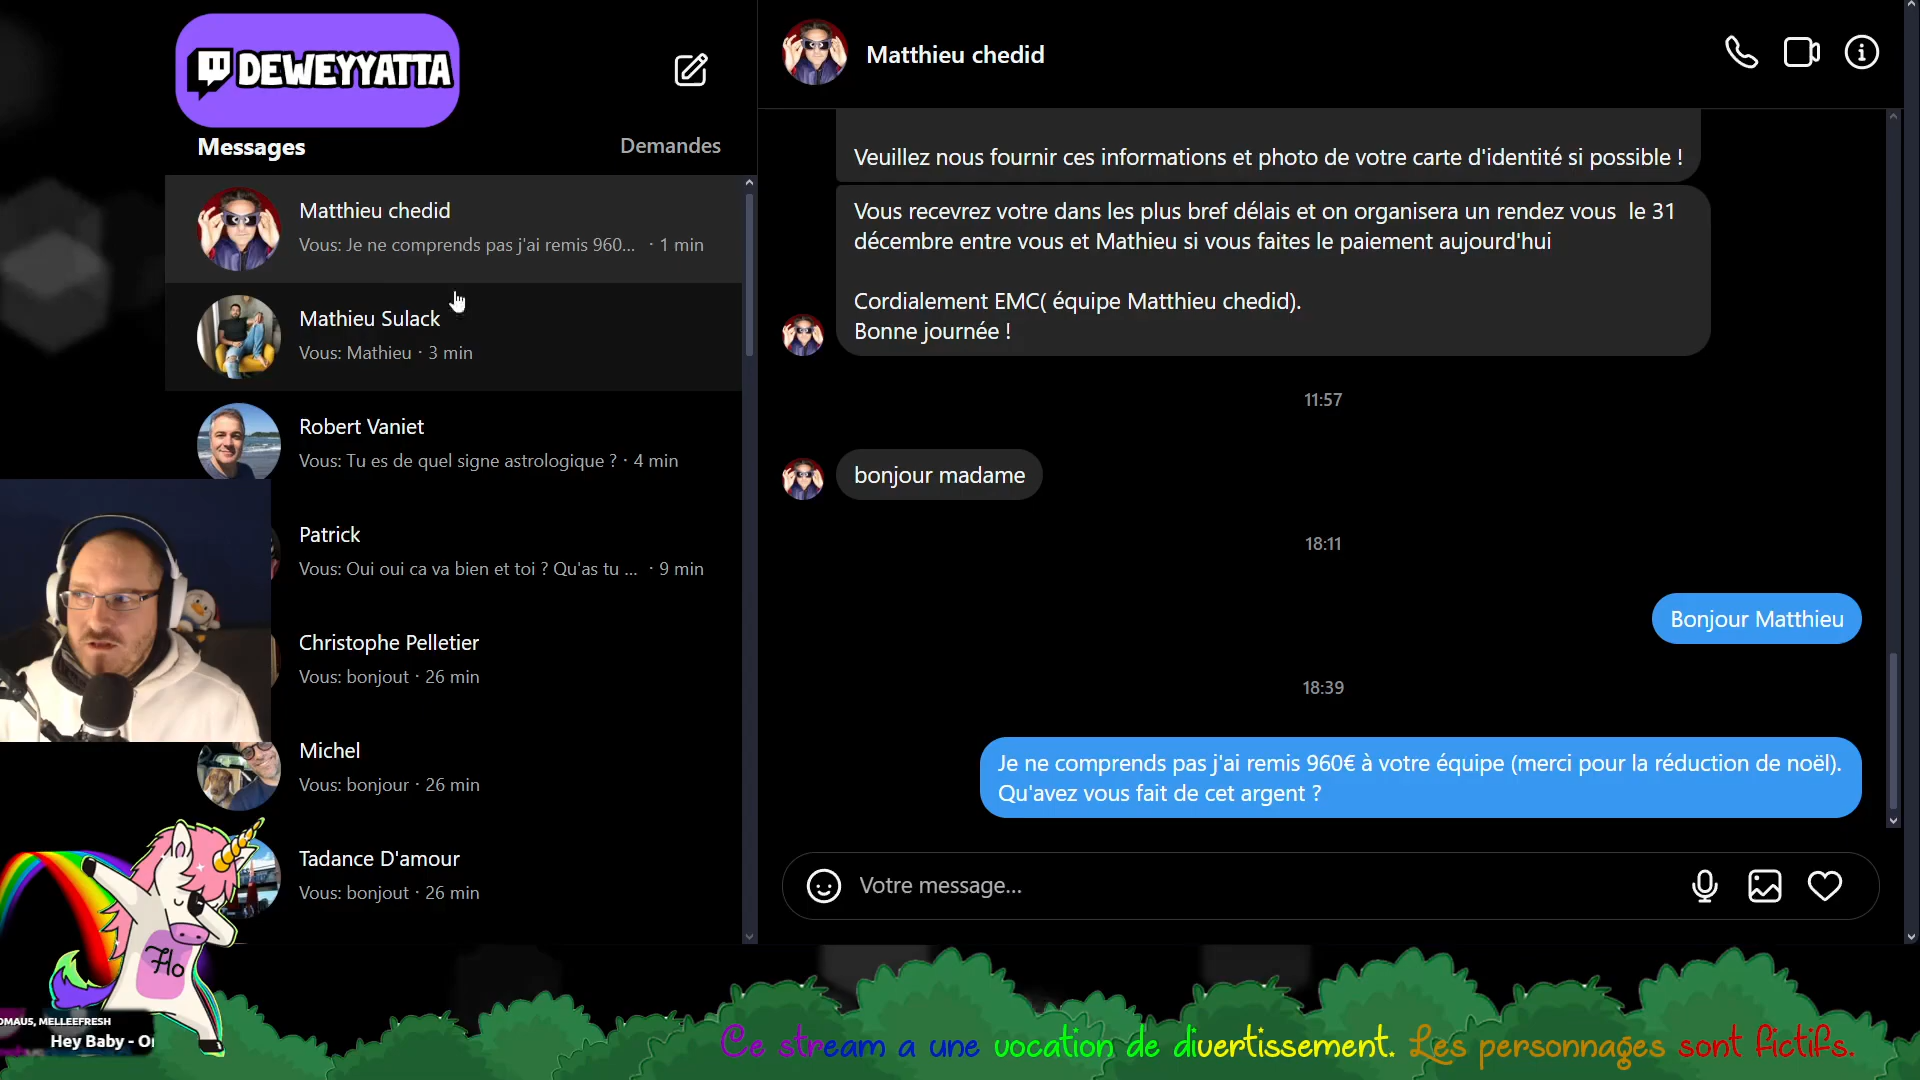 DEWEYYATTA
Messages
Demandes
Matthieu chedid
Vous: Je ne comprends pas j'ai remis 960... · 1 min
Mathieu Sulack
Vous: Mathieu · 3 min
Robert Vaniet
Vous: Tu es de quel signe astrologique ? · 4 min
Patrick
Vous: Oui oui ca va bien et toi ? Qu'as tu ... · 9 min
Christophe Pelletier
Vous: bonjout · 26 min
Michel
Vous: bonjour · 26 min
Tadance D'amour
Vous: bonjout · 26 min
Matthieu chedid
Veuillez nous fournir ces informations et photo de votre carte d'identité si possible !
Vous recevrez votre dans les plus bref délais et on organisera un rendez vous le 31
décembre entre vous et Mathieu si vous faites le paiement aujourd'hui
Cordialement EMC( équipe Matthieu chedid).
Bonne journée !
11:57
bonjour madame
18:11
Bonjour Matthieu
18:39
Je ne comprends pas j'ai remis 960€ à votre équipe (merci pour la réduction de noël).
Qu'avez vous fait de cet argent ?
Votre message...
Flo
OMAU5, MELLEEFRESH
Hey Baby - O
Ce stream a une vocation de divertissement. Les personnages sont fictifs.